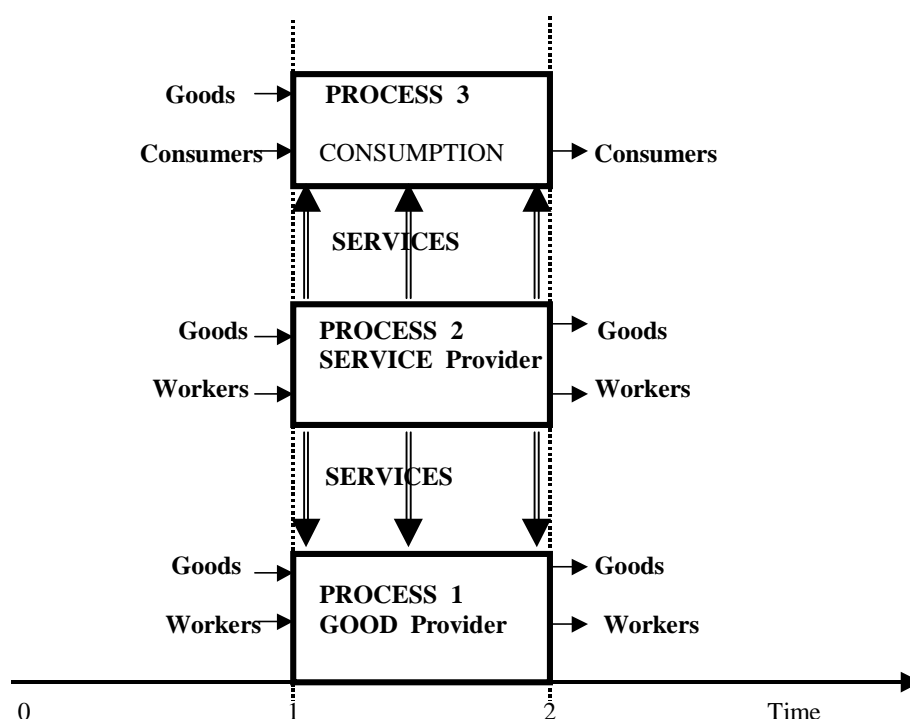 Goods PROCESS 3
Consumers CONSUMPTION Consumers
SERVICES
Goods PROCESS 2 Goods
SERVICE Provider
Workers Workers
SERVICES
Goods Goods
PROCESS 1
Workers GOOD Provider Workers
0 1 2 Time